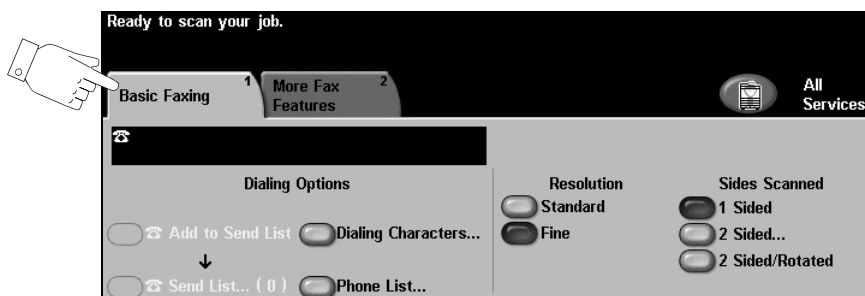 Ready to scan your job.
Basic Faxing 1
More Fax 2
Features
All
Services
Dialing Options
Add to Send List
Dialing Characters...
Send List... ( 0 )
Phone List...
Resolution
Standard
Fine
Sides Scanned
1 Sided
2 Sided...
2 Sided/Rotated